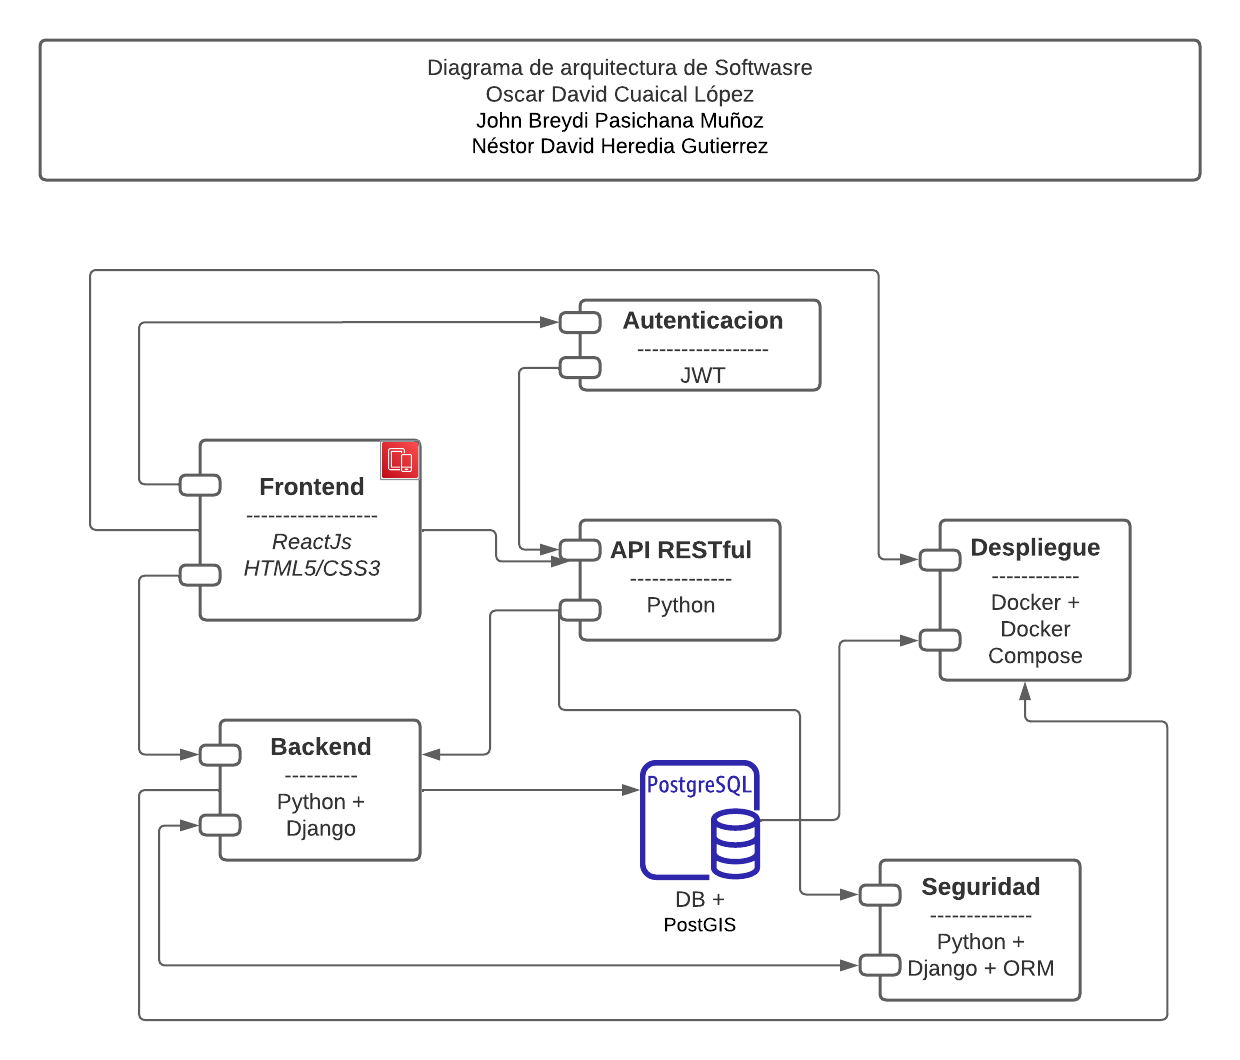 Diagrama de arquitectura de Softwasre
Oscar David Cuaical López
John Breydi Pasichana Muñoz
Néstor David Heredia Gutierrez
Autenticacion
------------------
JWT
Frontend
------------------
ReactJs
HTML5/CSS3
API RESTful
--------------
Python
Despliegue
------------
Docker +
Docker
Compose
Backend
----------
Python +
Django
PostgreSQL
DB +
PostGIS
Seguridad
--------------
Python +
Django + ORM